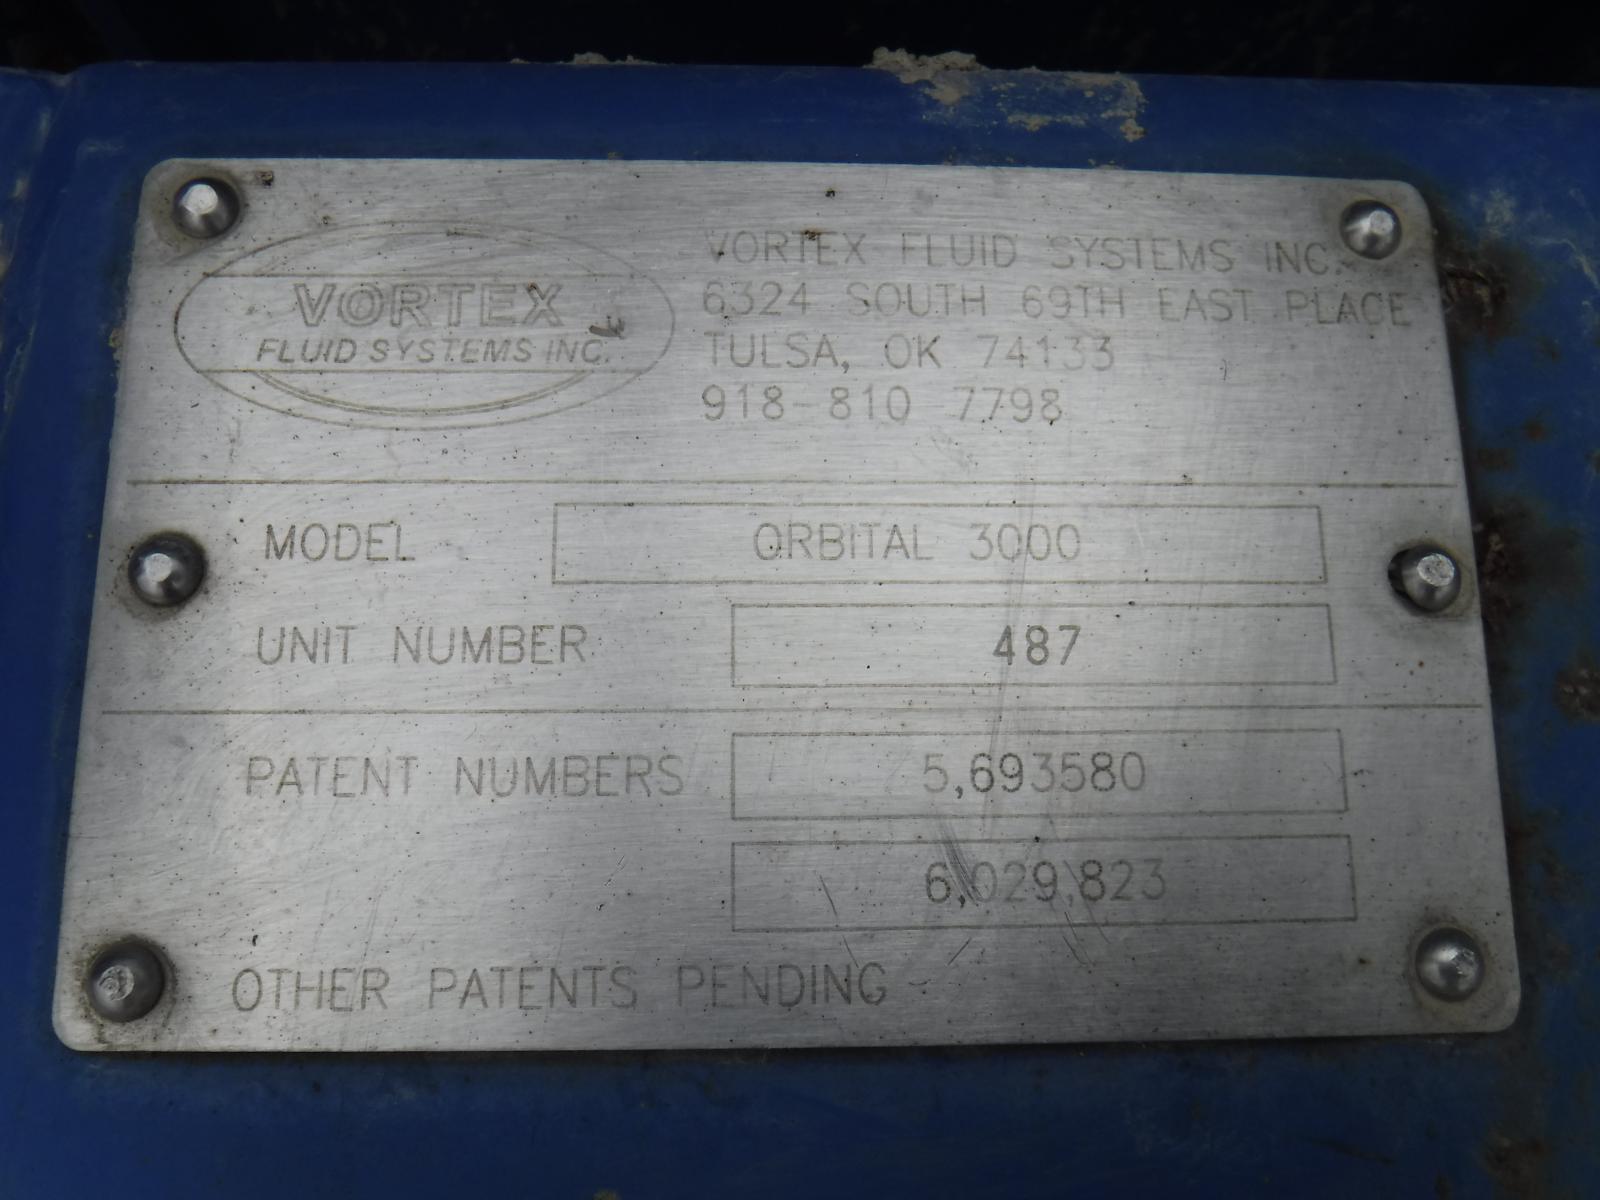 VORTEX
FLUID SYSTEMS INC.
VORTEX FLUID SYSTEMS INC.
6324 SOUTH 69TH EAST PLACE
TULSA, OK 74133
918-810 7798
MODEL ORBITAL 3000
UNIT NUMBER 487
PATENT NUMBERS 5,693580
6,029,823
OTHER PATENTS PENDING